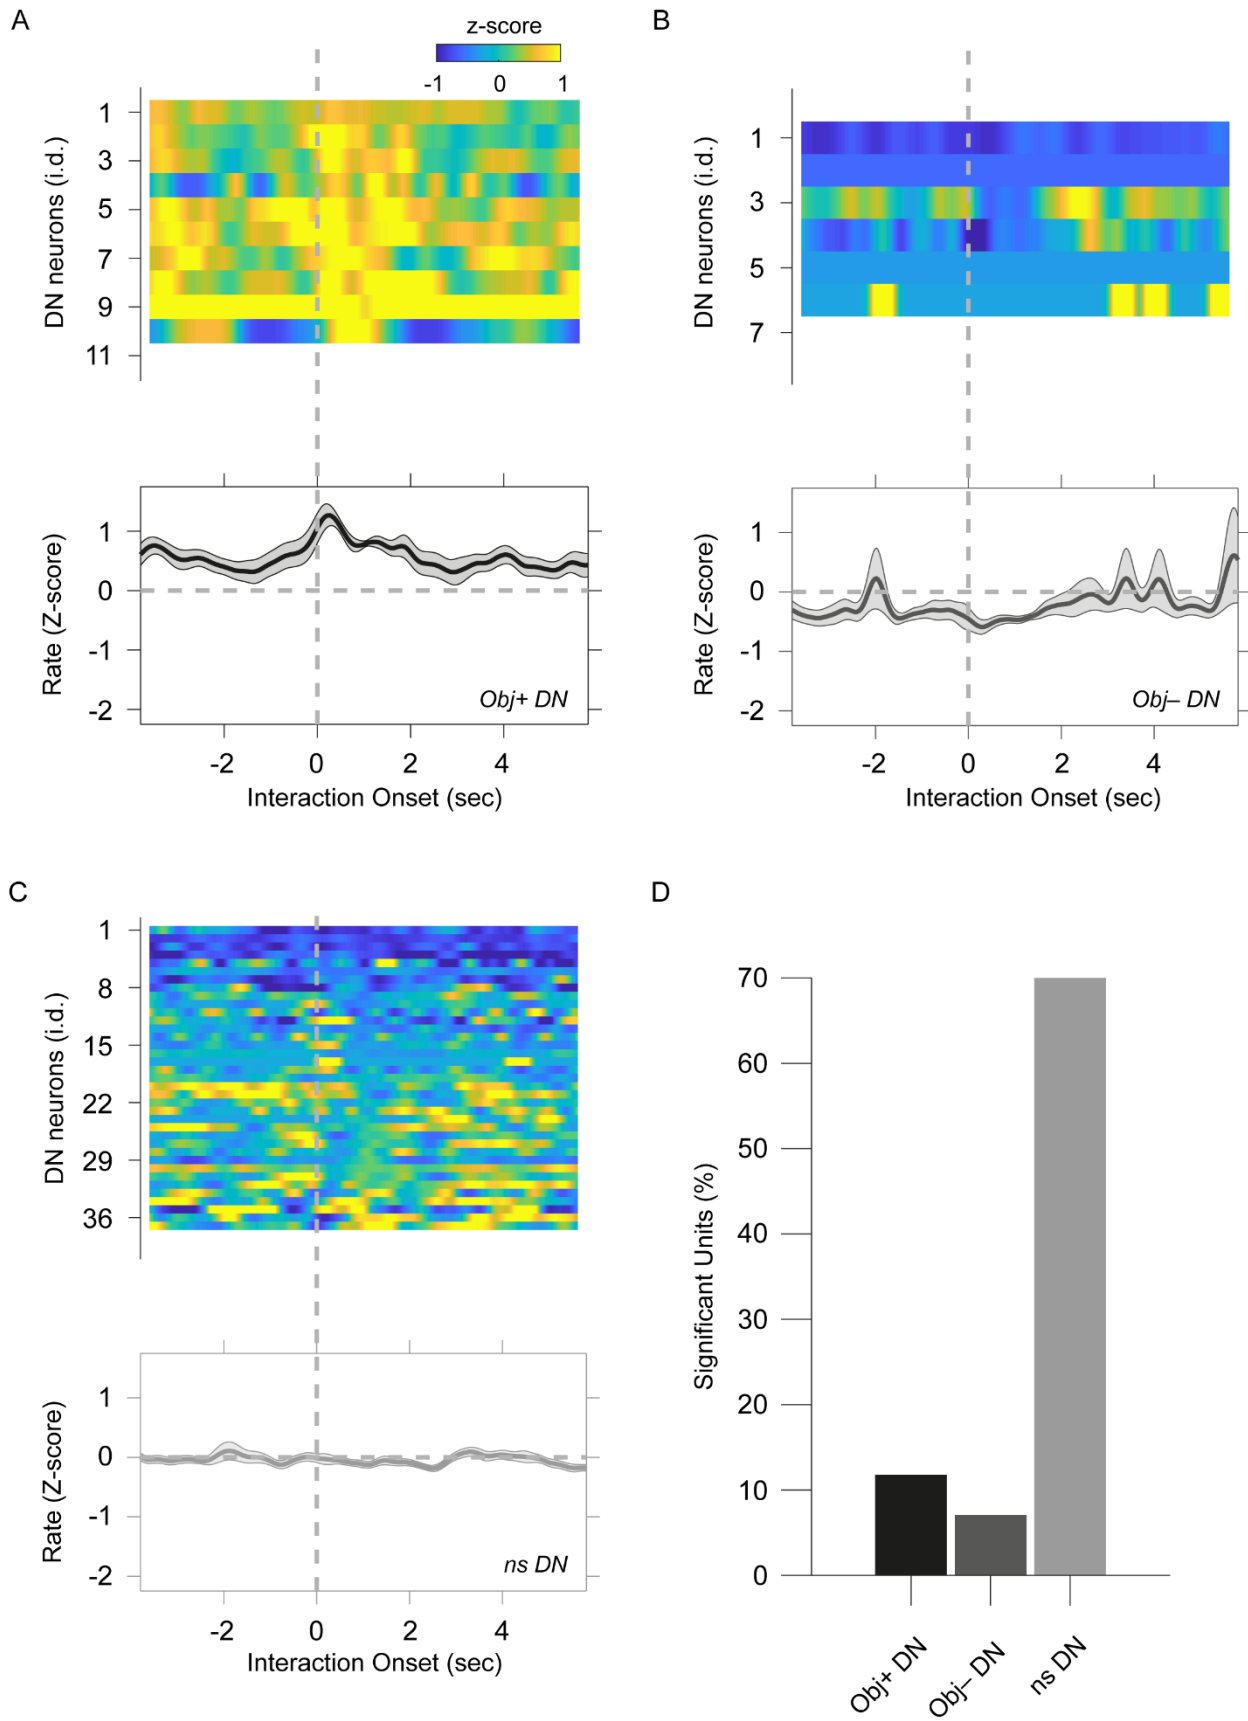 A
z-score
-1 0 1
DN neurons (i.d.)
1
3
5
7
9
11
Rate (Z-score)
1
0
-1
-2
Obj+ DN
-2 0 2 4
Interaction Onset (sec)
B
DN neurons (i.d.)
1
3
5
7
Rate (Z-score)
1
0
-1
-2
Obj– DN
-2 0 2 4
Interaction Onset (sec)
C
DN neurons (i.d.)
1
8
15
22
29
36
Rate (Z-score)
1
0
-1
-2
ns DN
-2 0 2 4
Interaction Onset (sec)
D
Significant Units (%)
70
60
50
40
30
20
10
0
Obj+ DN
Obj– DN
ns DN